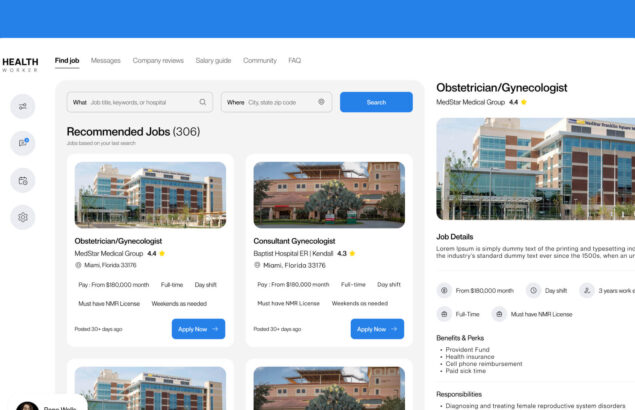 HEALTH
WORKER
Find job
Messages
Company reviews
Salary guide
Community
FAQ
What Job title, keywords, or hospital
Where City, state zip code
Search
Recommended Jobs (306)
Jobs based on your last search
Obstetrician/Gynecologist
MedStar Medical Group 4.4
Miami, Florida 33176
Pay : From $180,000 month Full-time Day shift
Must have NMR License Weekends as needed
Posted 30+ days ago
Apply Now
Consultant Gynecologist
Baptist Hospital ER | Kendall 4.3
Miami, Florida 33176
Pay : From $180,000 month Full-time Day shift
Must have NMR License Weekends as needed
Posted 30+ days ago
Apply Now
Obstetrician/Gynecologist
MedStar Medical Group 4.4
Job Details
Lorem Ipsum is simply dummy text of the printing and typesetting
the industry's standard dummy text ever since the 1500s, when an
From $180,000 month
Day shift
3 years work
Full-Time
Must have NMR License
Benefits & Perks
• Provident Fund
• Health insurance
• Cell phone reimbursement
• Paid sick time
Responsibilities
• Diagnosing and treating female reproductive system disorders